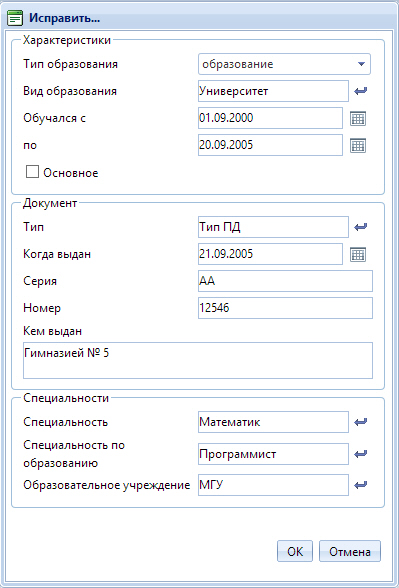 Исправить...
Характеристики
Тип образования образование
Вид образования Университет
Обучался с 01.09.2000
по 20.09.2005
Основное
Документ
Тип Тип ПД
Когда выдан 21.09.2005
Серия АА
Номер 12546
Кем выдан
Гимназией № 5
Специальности
Специальность Математик
Специальность по
образованию Программист
Образовательное учреждение МГУ
ОК Отмена